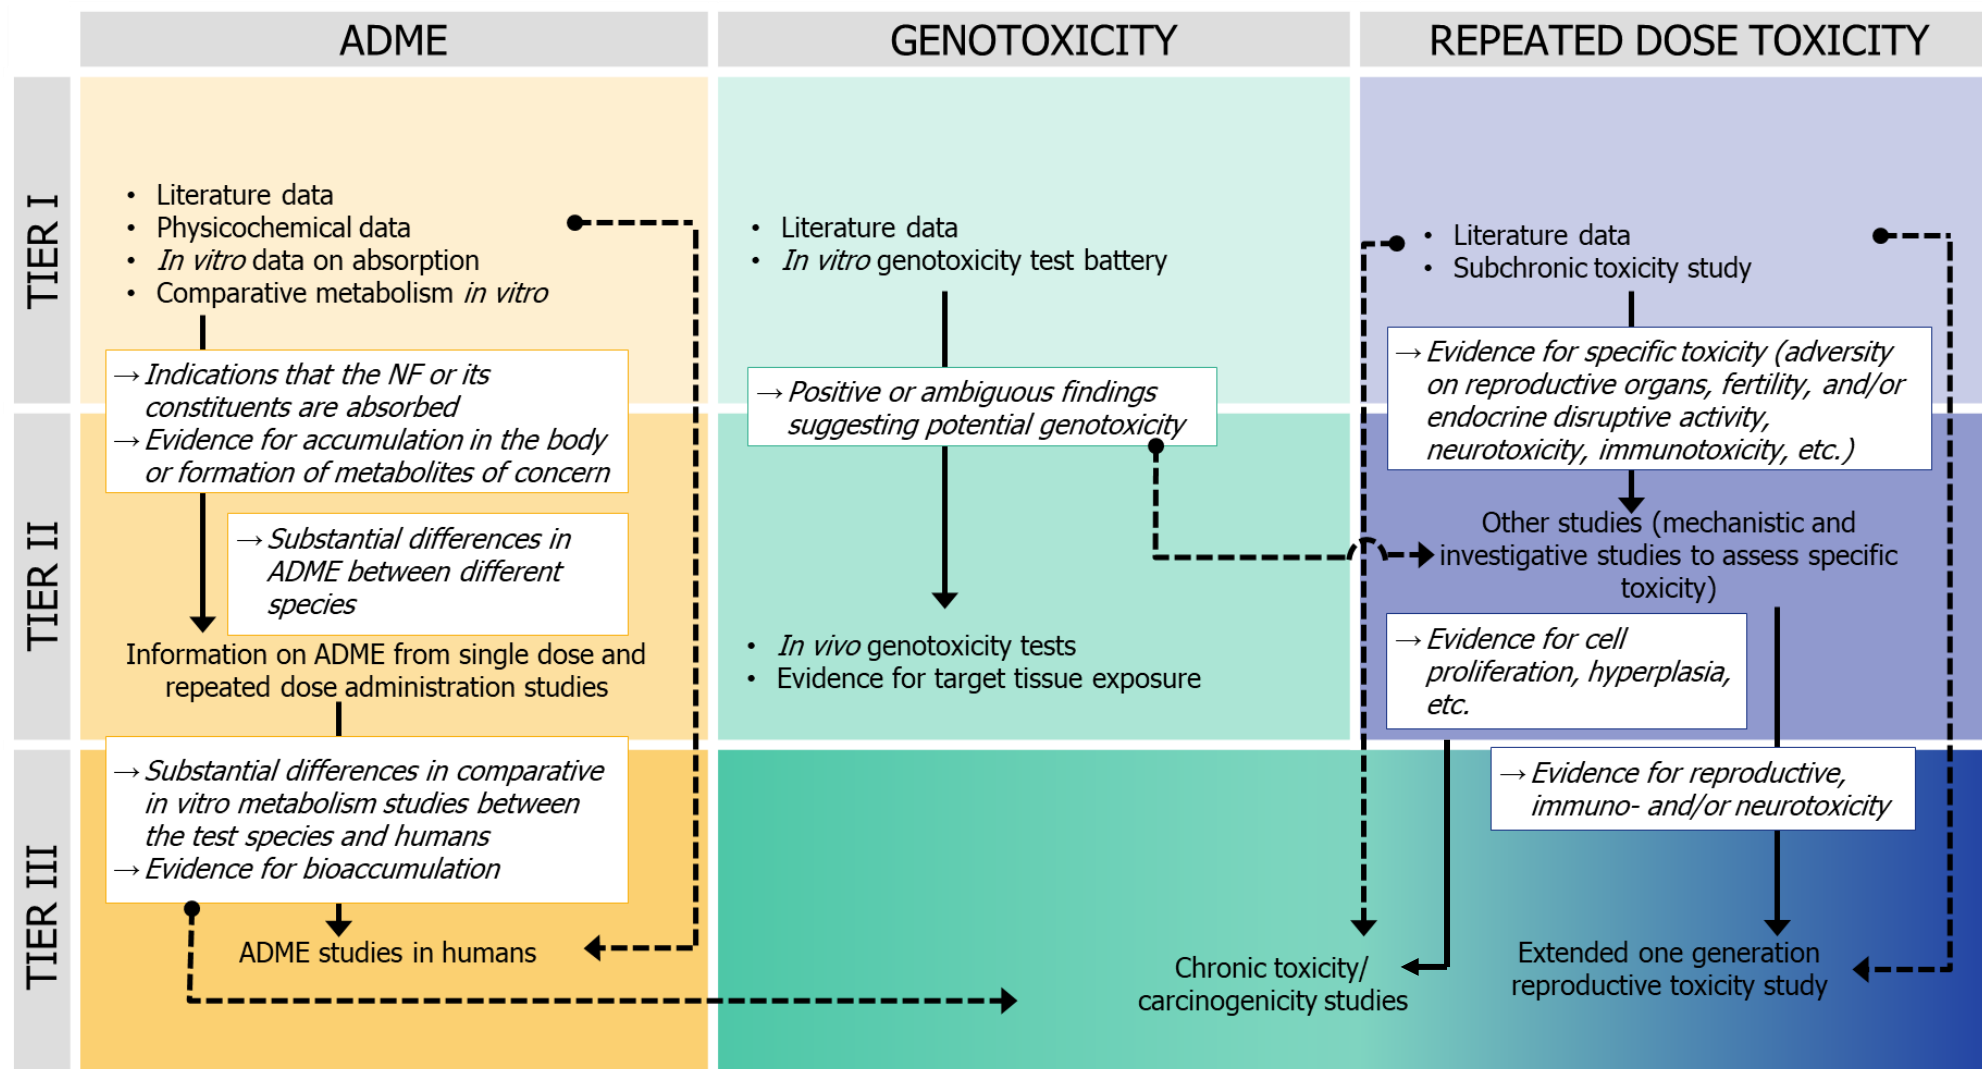 ADME
GENOTOXICITY
REPEATED DOSE TOXICITY
TIER I
• Literature data
• Physicochemical data
• In vitro data on absorption
• Comparative metabolism in vitro
→ Indications that the NF or its
constituents are absorbed
→ Evidence for accumulation in the body
or formation of metabolites of concern
• Literature data
• In vitro genotoxicity test battery
→ Positive or ambiguous findings
suggesting potential genotoxicity
• Literature data
• Subchronic toxicity study
→ Evidence for specific toxicity (adversity
on reproductive organs, fertility, and/or
endocrine disruptive activity,
neurotoxicity, immunotoxicity, etc.)
TIER II
→ Substantial differences in
ADME between different
species
Information on ADME from single dose and
repeated dose administration studies
• In vivo genotoxicity tests
• Evidence for target tissue exposure
Other studies (mechanistic and
investigative studies to assess specific
toxicity)
→ Evidence for cell
proliferation, hyperplasia,
etc.
TIER III
→ Substantial differences in comparative
in vitro metabolism studies between
the test species and humans
→ Evidence for bioaccumulation
ADME studies in humans
→ Evidence for reproductive,
immuno- and/or neurotoxicity
Chronic toxicity/
carcinogenicity studies
Extended one generation
reproductive toxicity study